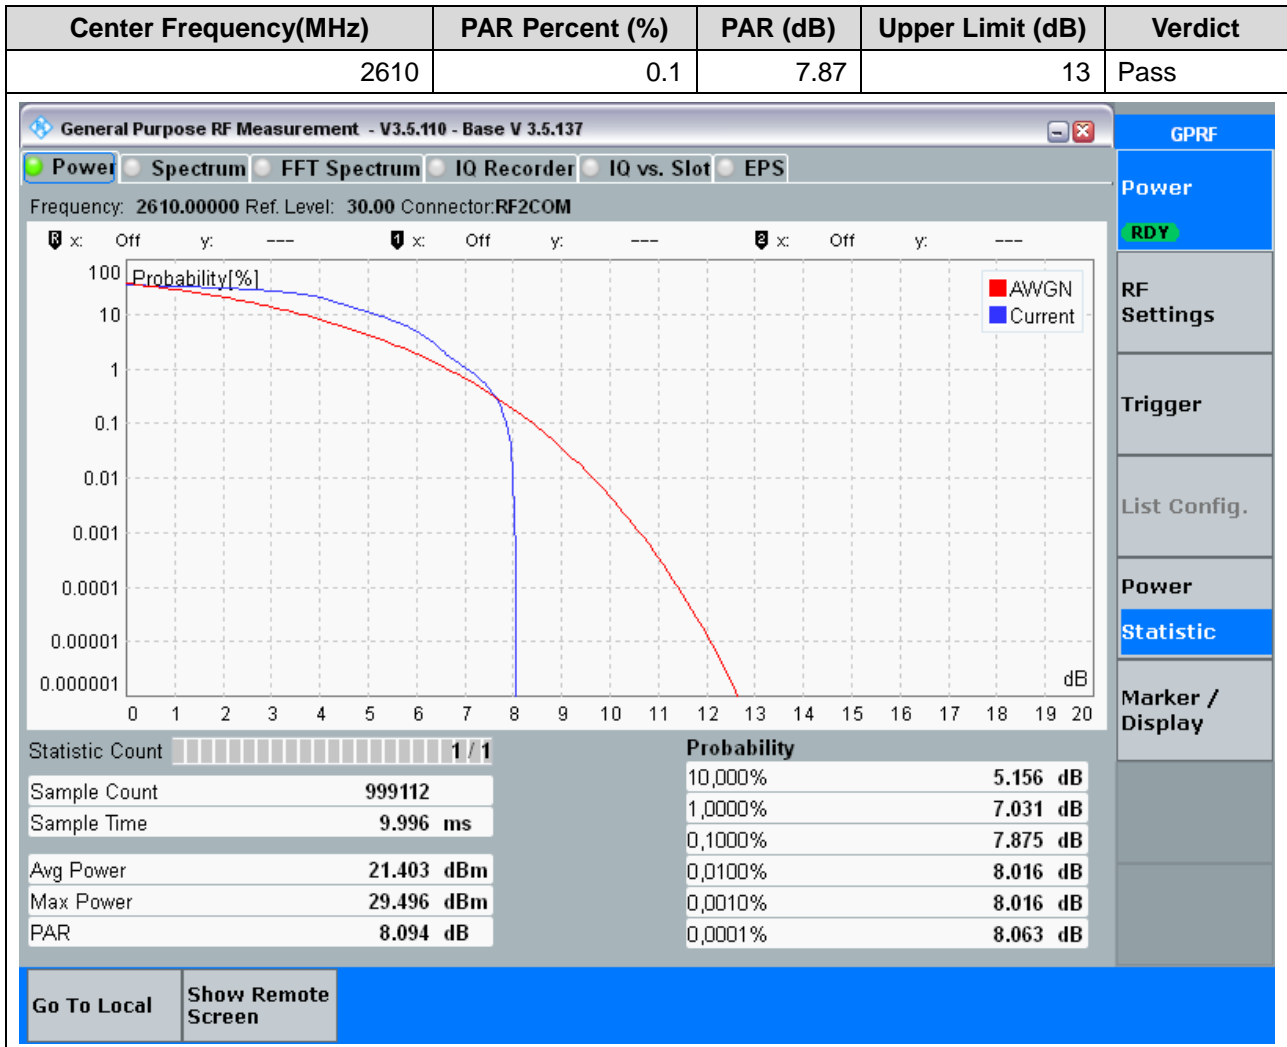 Center Frequency(MHz) PAR Percent (%) PAR (dB) Upper Limit (dB) Verdict
2610 0.1 7.87 13 Pass
General Purpose RF Measurement - V3.5.110 - Base V 3.5.137
GPRF
Power Spectrum FFT Spectrum IQ Recorder IQ vs. Slot EPS
Frequency: 2610.00000 Ref. Level: 30.00 Connector:RF2COM
Power
RDY
R x: Off y: --- 1 x: Off y: --- 2 x: Off y: ---
Probability[%]
AWGN
Current
100
10
1
0.1
0.01
0.001
0.0001
0.00001
0.000001
dB
0 1 2 3 4 5 6 7 8 9 10 11 12 13 14 15 16 17 18 19 20
RF
Settings
Trigger
List Config.
Power
Statistic
Marker /
Display
Statistic Count 1 / 1
Sample Count 999112
Sample Time 9.996 ms
Avg Power 21.403 dBm
Max Power 29.496 dBm
PAR 8.094 dB
Probability
10,000% 5.156 dB
1,0000% 7.031 dB
0,1000% 7.875 dB
0,0100% 8.016 dB
0,0010% 8.016 dB
0,0001% 8.063 dB
Go To Local
Show Remote
Screen